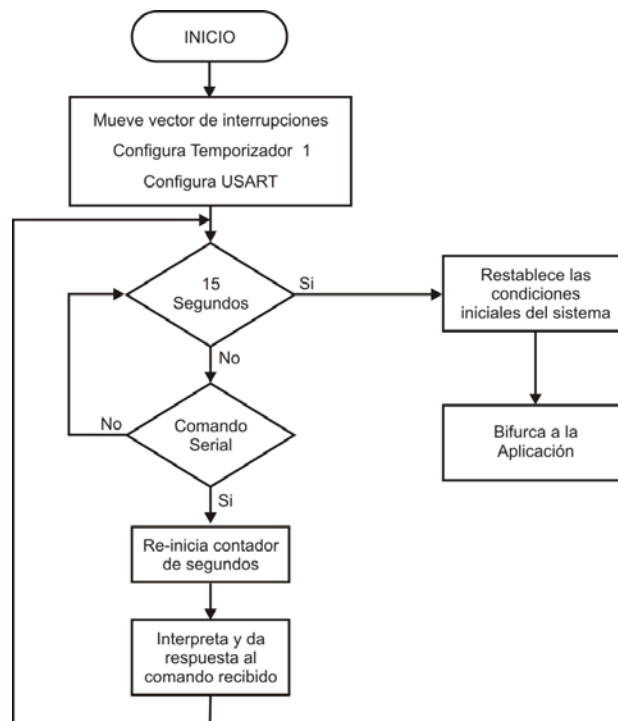 INICIO
Mueve vector de interrupciones
Configura Temporizador 1
Configura USART
15
Segundos
Si
Restablece las
condiciones
iniciales del sistema
No
No
Comando
Serial
Bifurca a la
Aplicación
Si
Re-inicia contador
de segundos
Interpreta y da
respuesta al
comando recibido